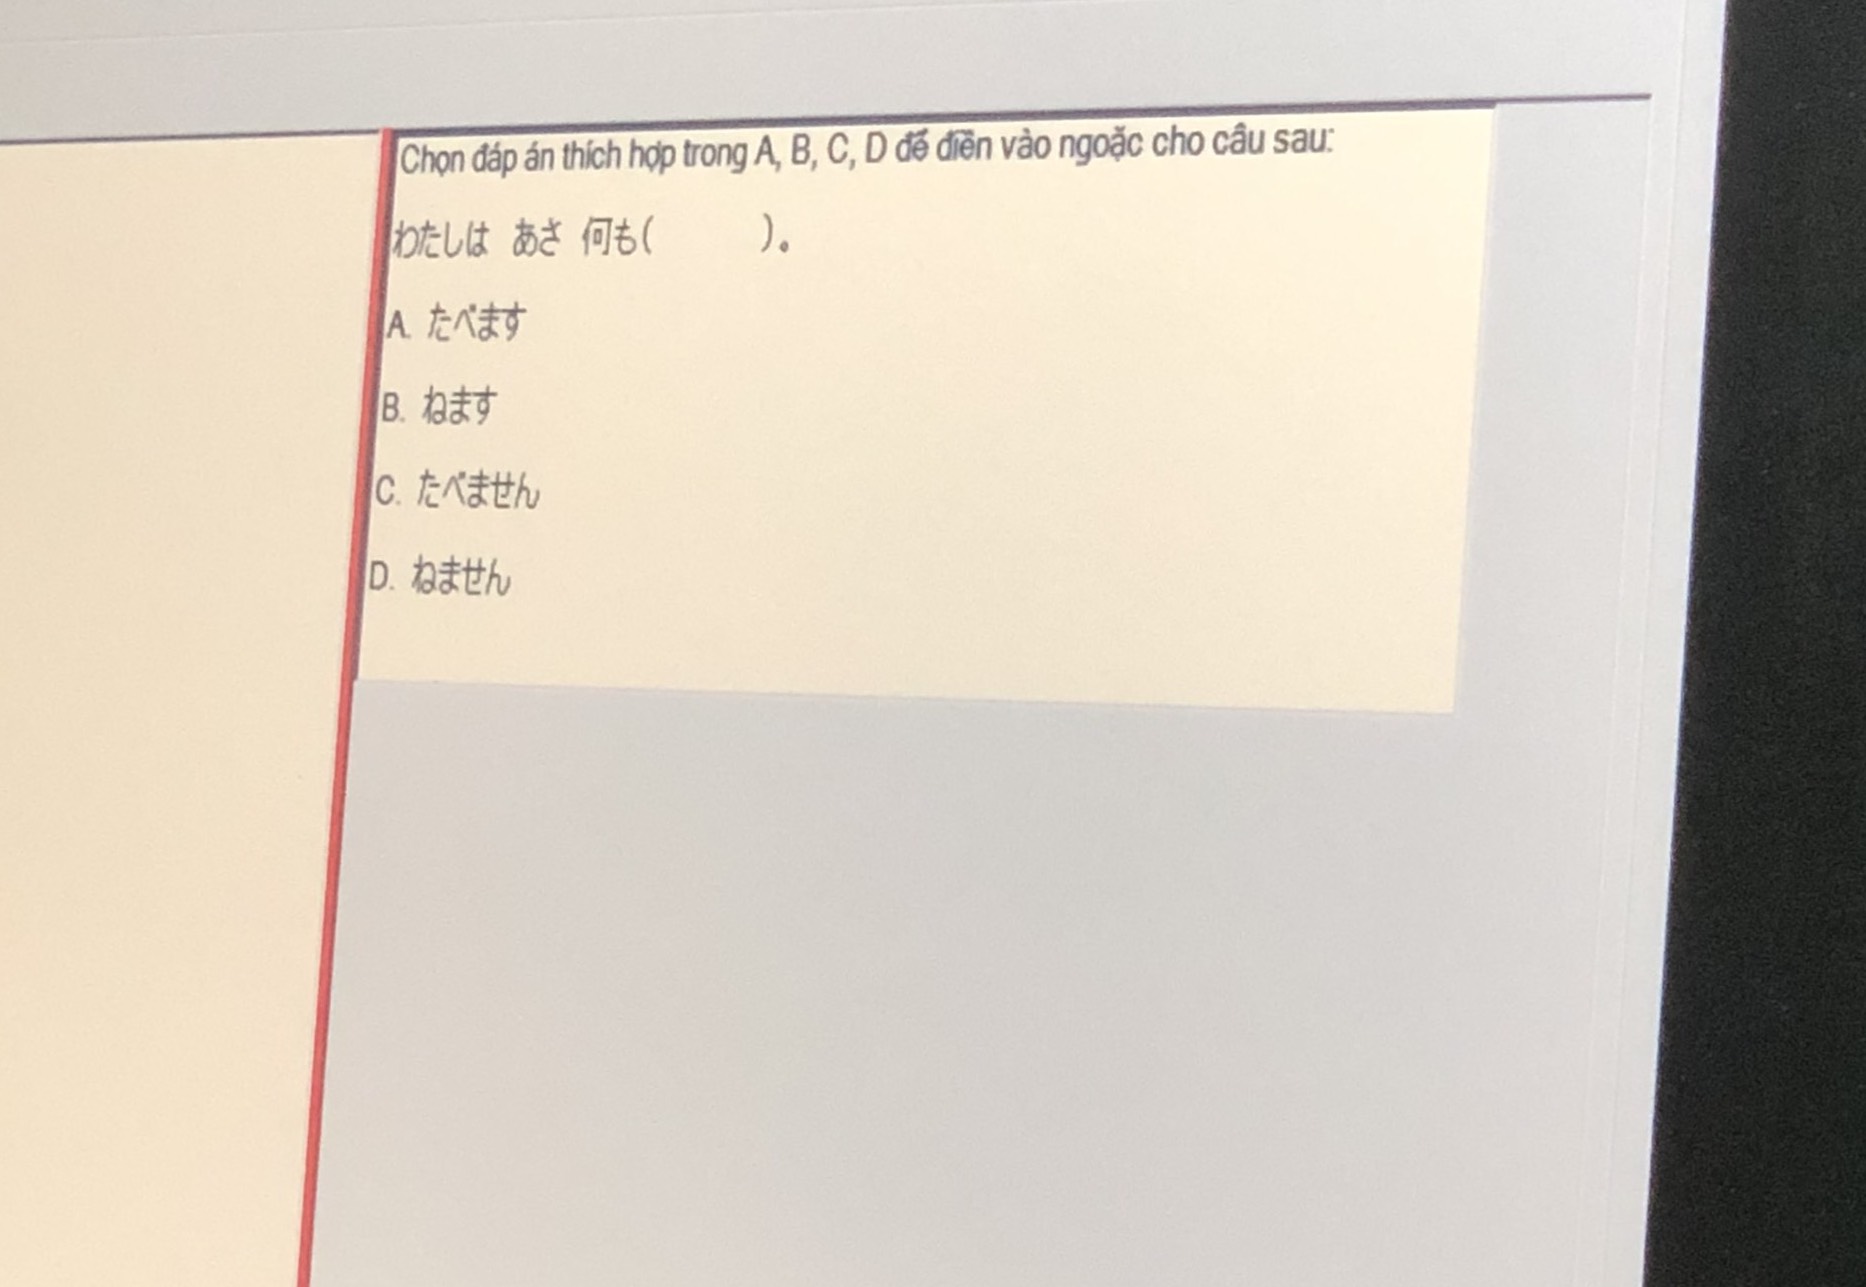 Chọn đáp án thích hợp trong A, B, C, D để điền vào ngoặc cho câu sau:
わたしは あさ 何も( )。
A. たべます
B. ねます
C. たべません
D. ねません